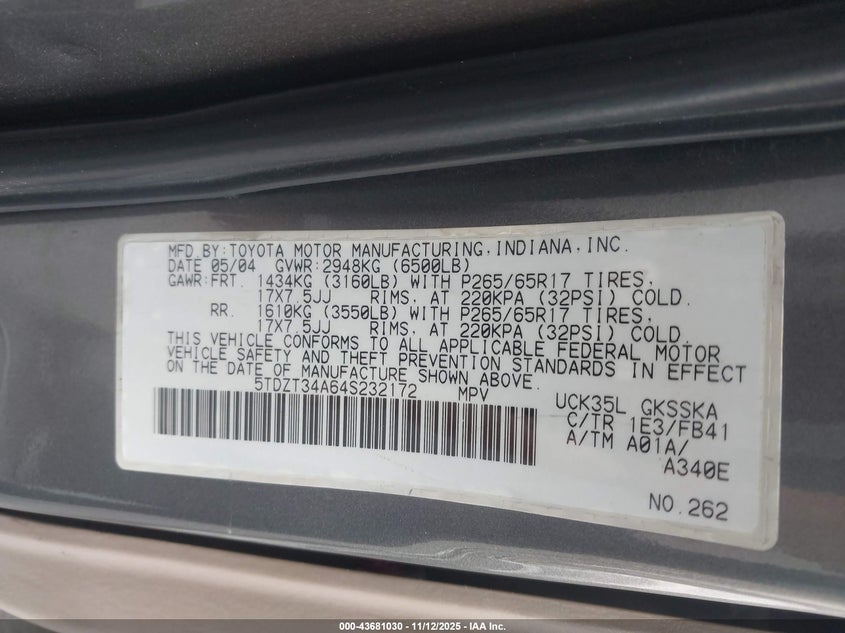 MFD.BY:TOYOTA MOTOR MANUFACTURING,INDIANA,INC.
DATE 05/04 GVWR:2948KG (6500LB)
GAWR:FRT. 1434KG (3160LB) WITH P265/65R17 TIRES,
17X7.5JJ RIMS, AT 220KPA (32PSI) COLD.
RR. 1610KG (3550LB) WITH P265/65R17 TIRES,
17X7.5JJ RIMS, AT 220KPA (32PSI) COLD.
THIS VEHICLE CONFORMS TO ALL APPLICABLE FEDERAL MOTOR
VEHICLE SAFETY AND THEFT PREVENTION STANDARDS IN EFFECT
ON THE DATE OF MANUFACTURE SHOWN ABOVE.
5TDZT34A64S232172 MPV
UCK35L GKSSKA
C/TR 1E3/FB41
A/TM A01A/
A340E
NO.262
000-43681030 - 11/12/2025 - IAA Inc.